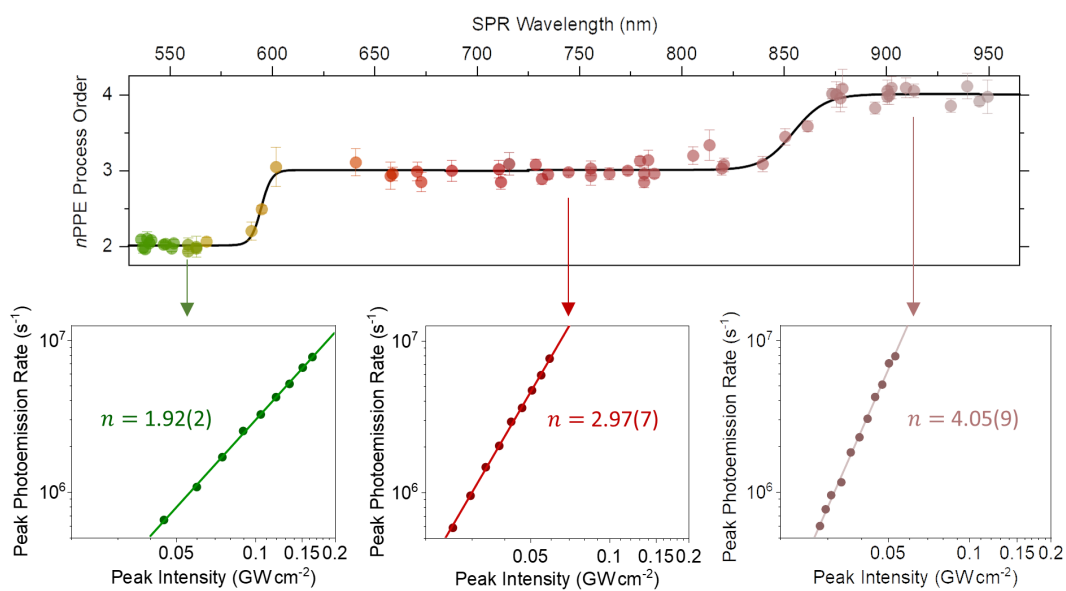 SPR Wavelength (nm)
550 600 650 700 750 800 850 900 950
nPPE Process Order
4
3
2
Peak Photoemission Rate (s⁻¹)
10⁷
10⁶
n = 1.92(2)
0.05 0.1 0.15 0.2
Peak Intensity (GW cm⁻²)
Peak Photoemission Rate (s⁻¹)
10⁷
10⁶
n = 2.97(7)
0.05 0.1 0.15 0.2
Peak Intensity (GW cm⁻²)
Peak Photoemission Rate (s⁻¹)
10⁷
10⁶
n = 4.05(9)
0.05 0.1 0.15 0.2
Peak Intensity (GW cm⁻²)